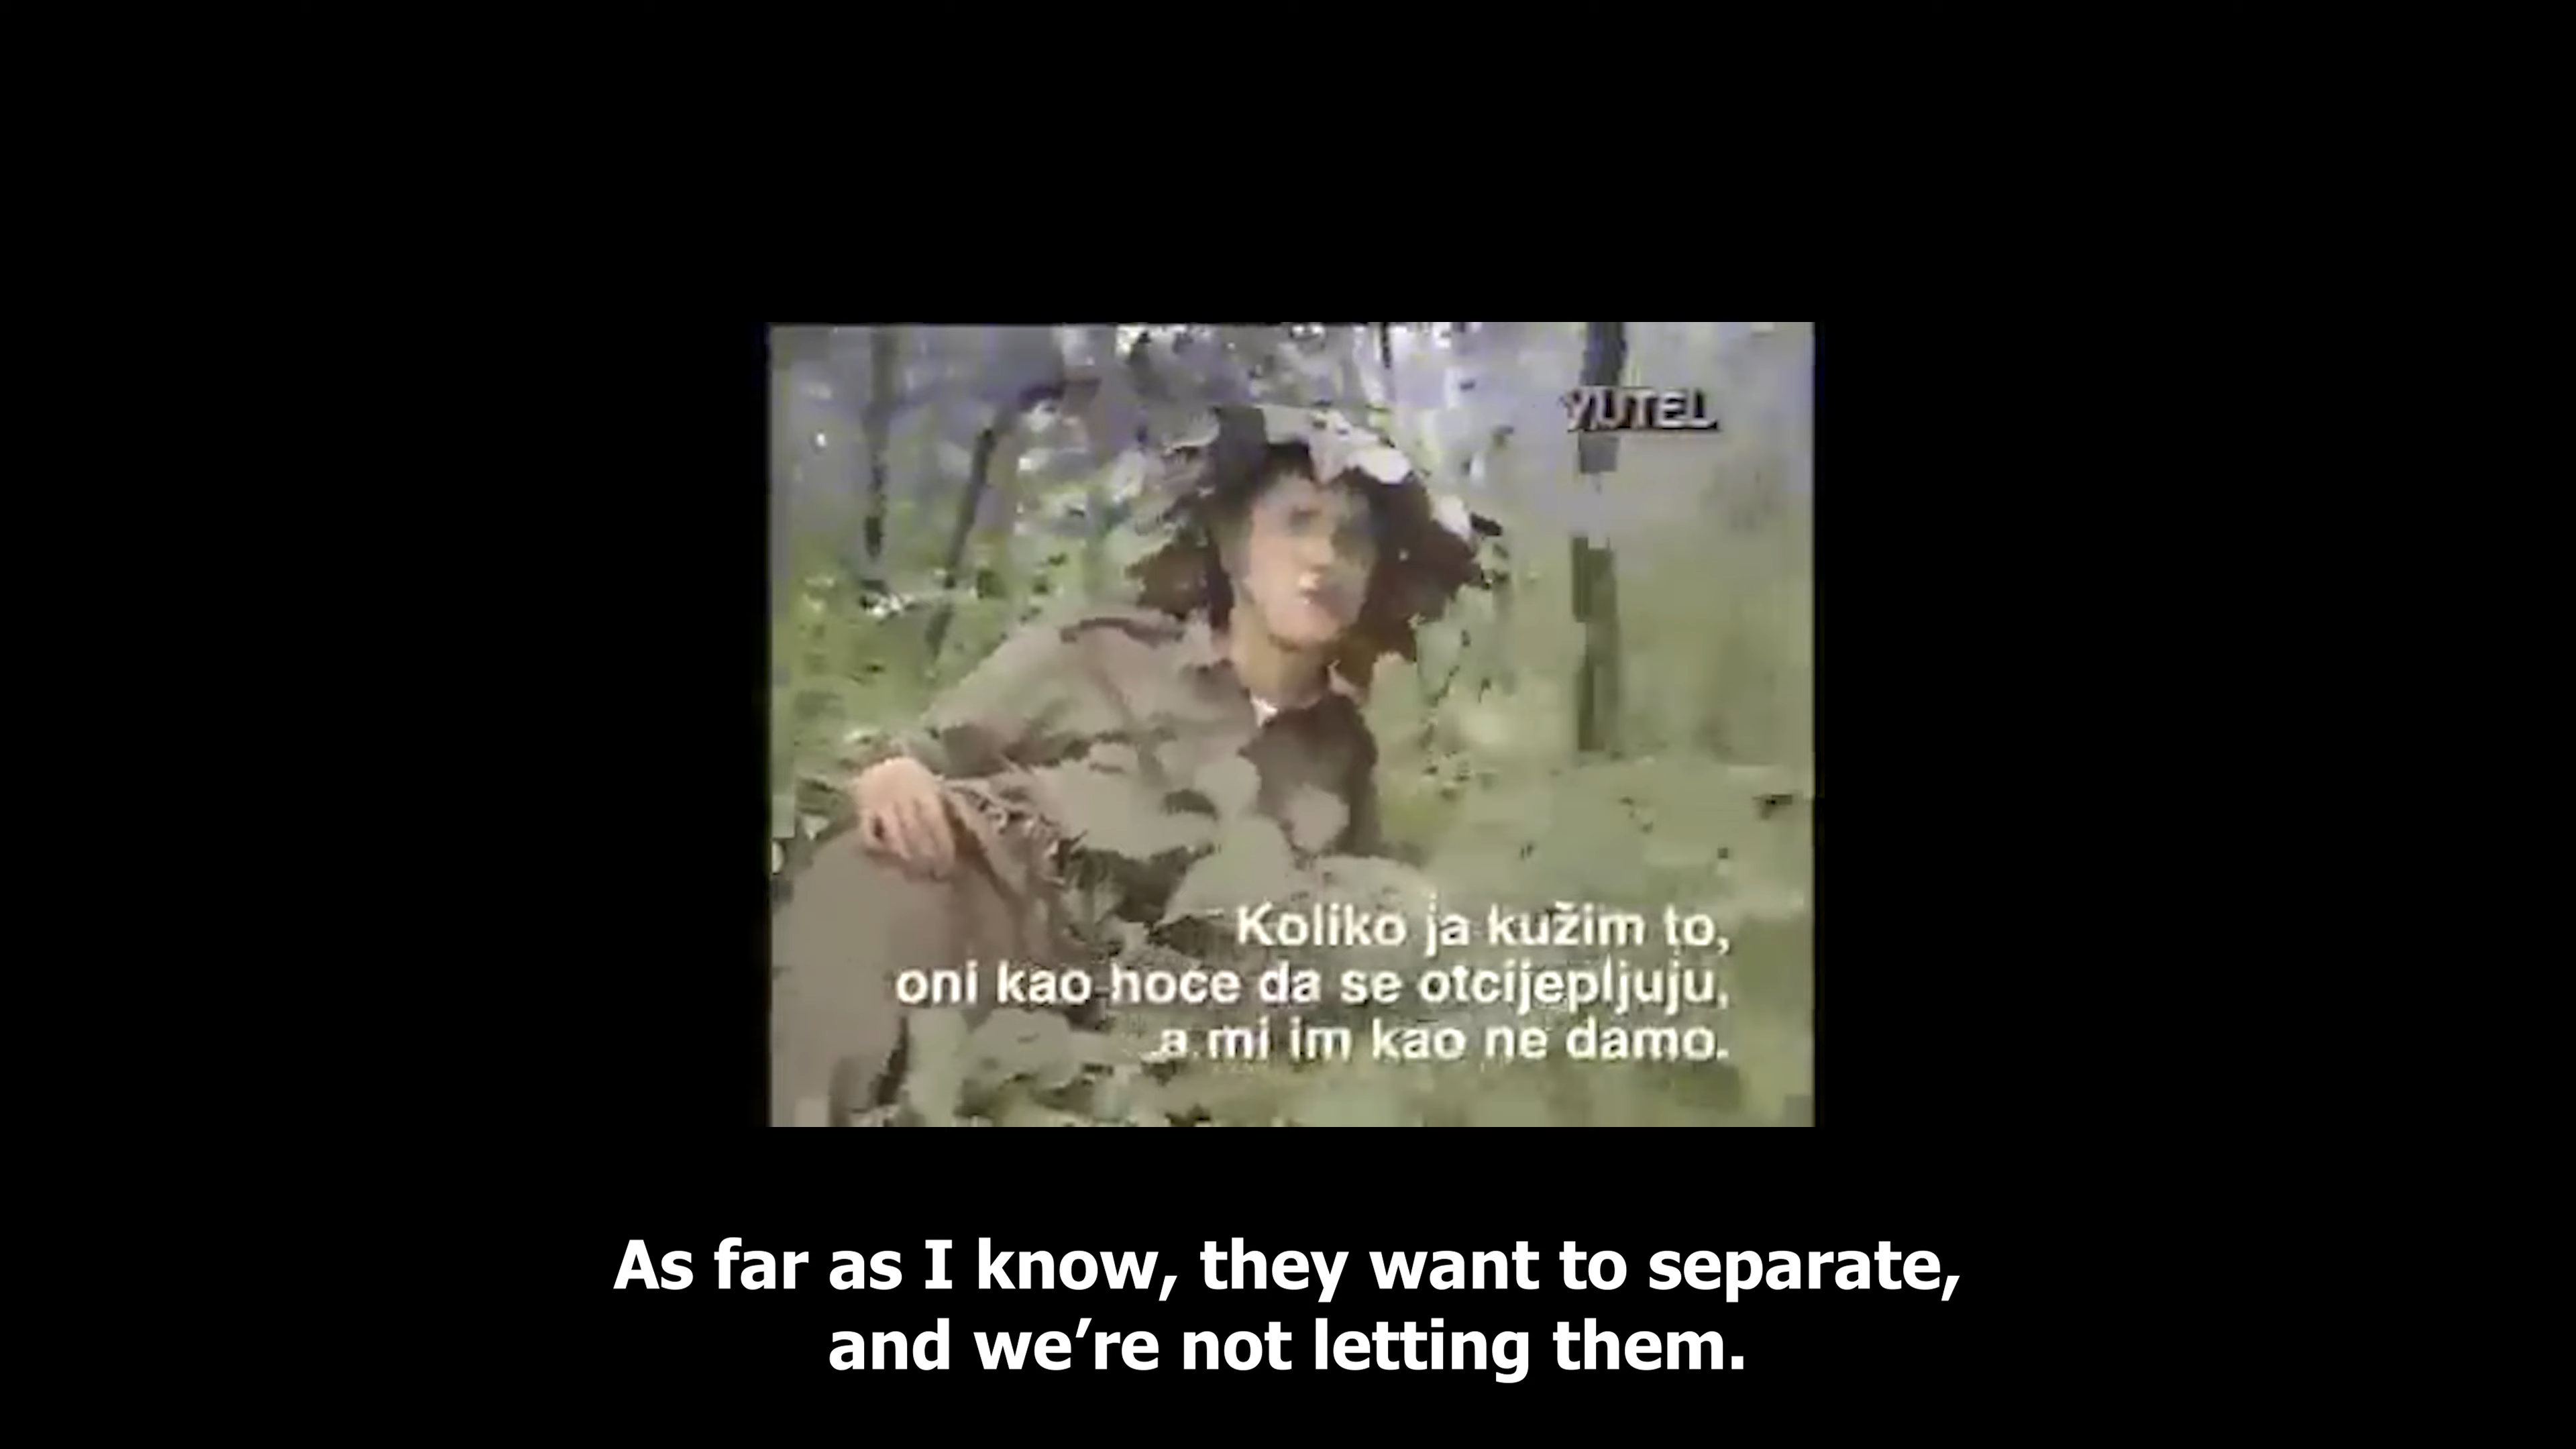 YUTEL
Koliko ja kužim to,
oni kao hoce da se otcijepljuju,
a mi im kao ne damo.
As far as I know, they want to separate,
and we’re not letting them.